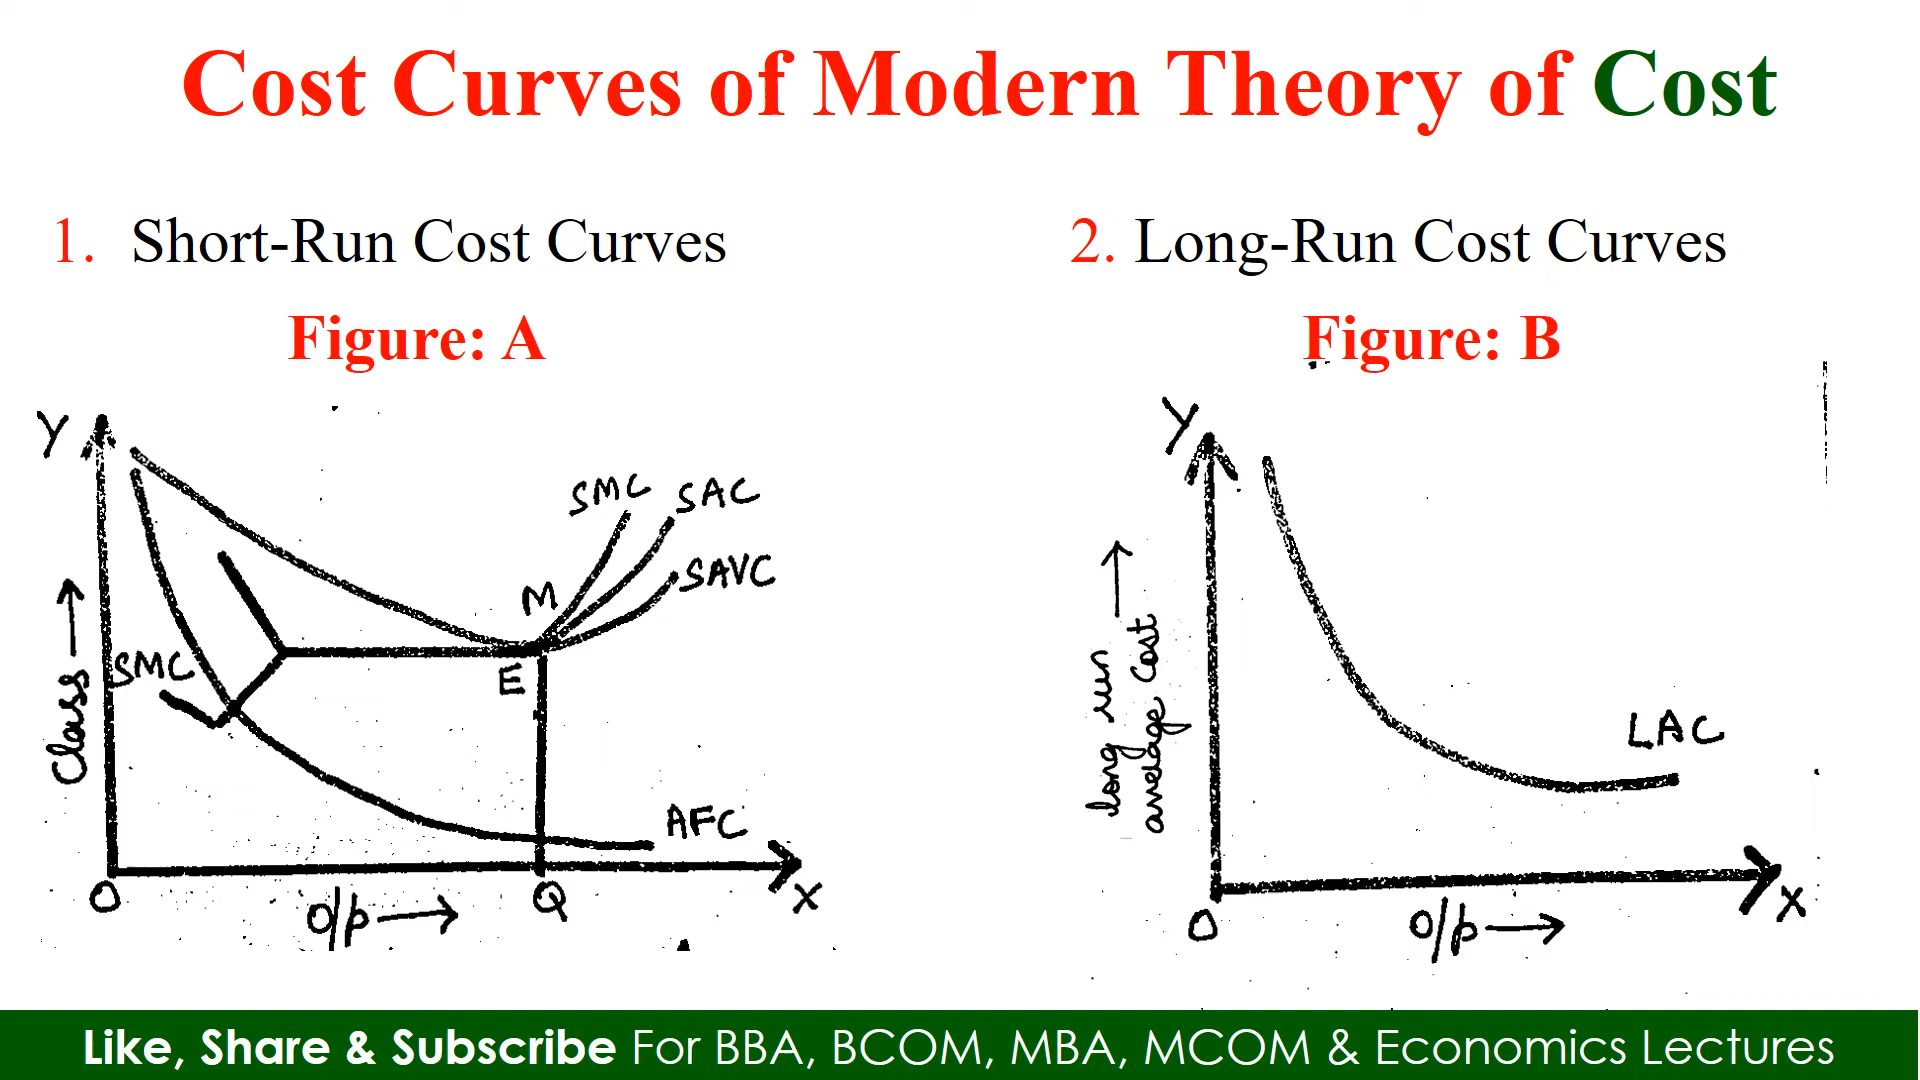 Cost Curves of Modern Theory of Cost
1. Short-Run Cost Curves
Figure: A
Y
SMC
SAC
SAVC
M
E
SMC
Class
AFC
O
Q
X
O/p
2. Long-Run Cost Curves
Figure: B
Y
long run
average cost
LAC
O
X
O/p
Like, Share & Subscribe For BBA, BCOM, MBA, MCOM & Economics Lectures